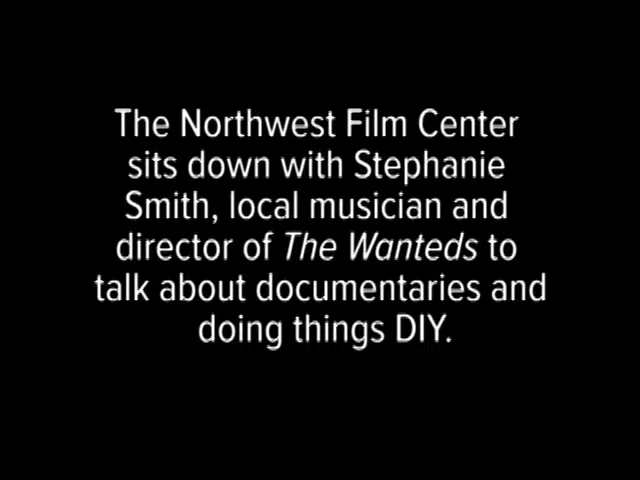 The Northwest Film Center
sits down with Stephanie
Smith, local musician and
director of The Wanteds to
talk about documentaries and
doing things DIY.